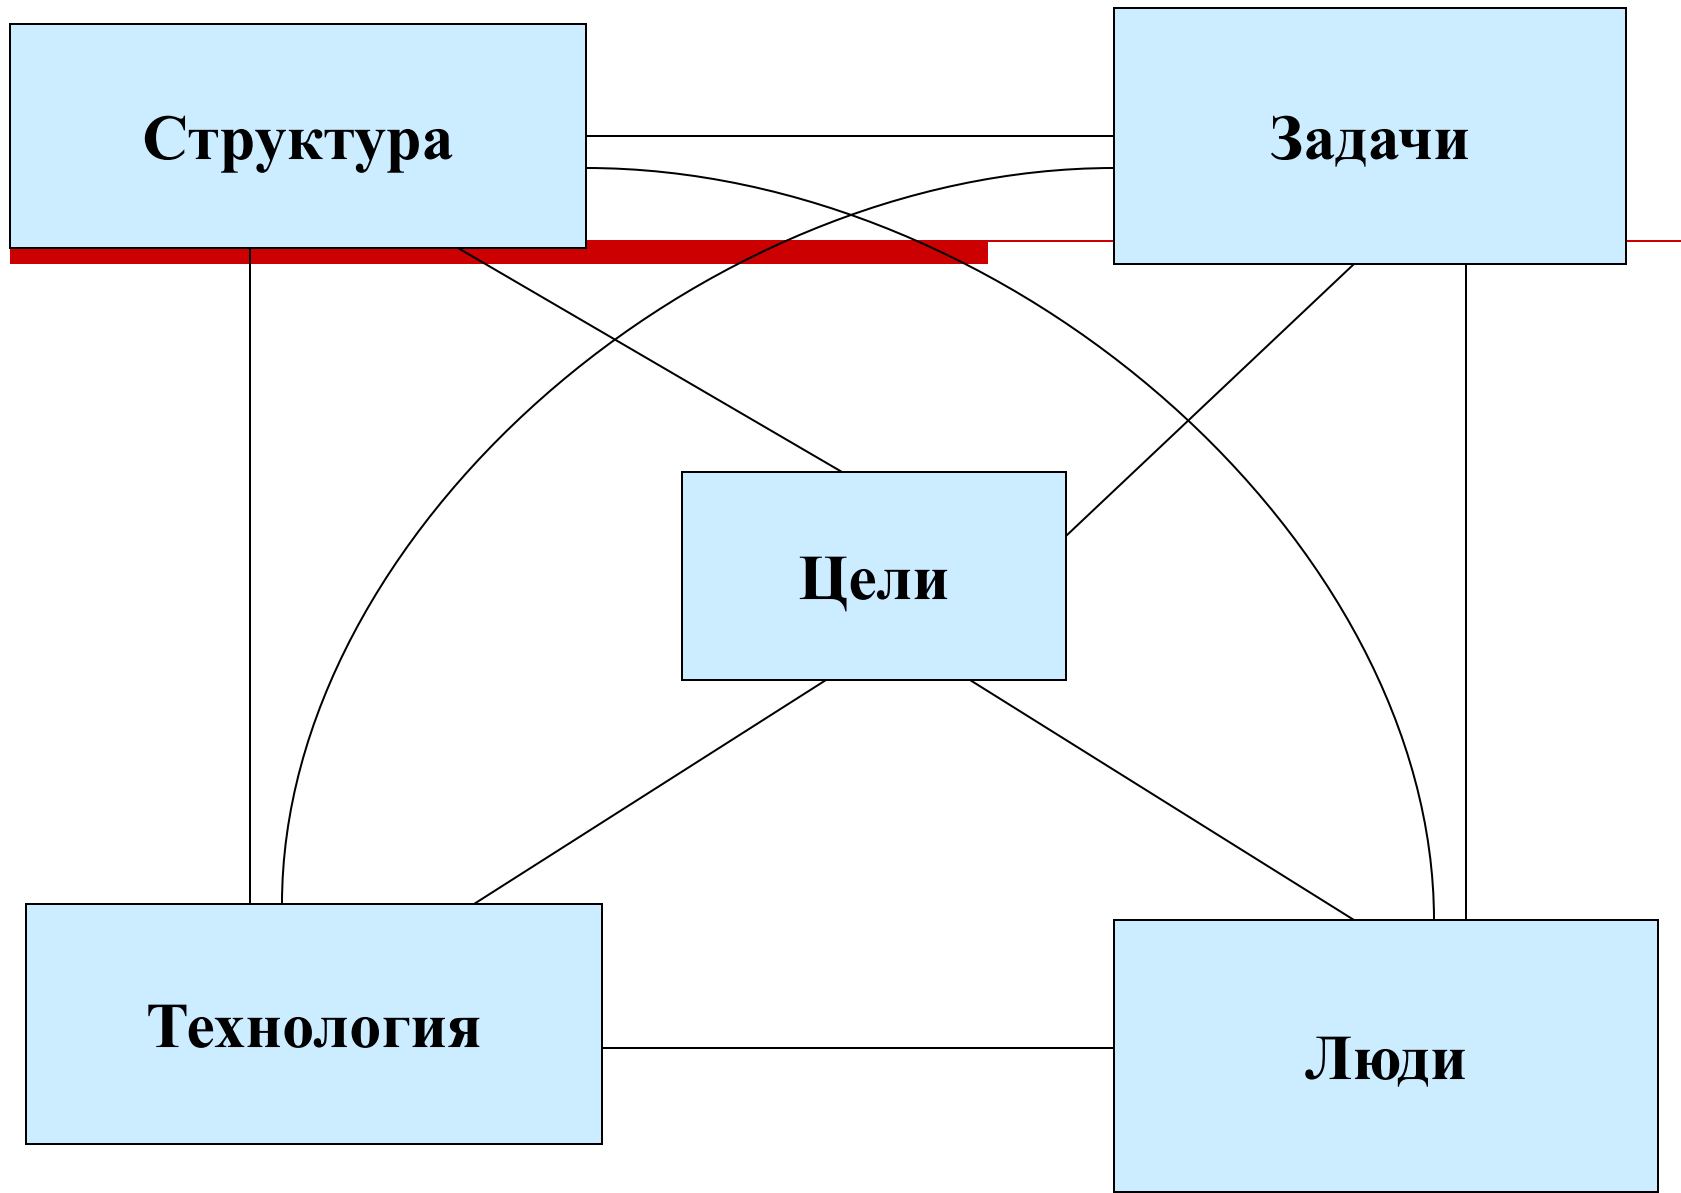 Структура
Задачи
Цели
Технология
Люди